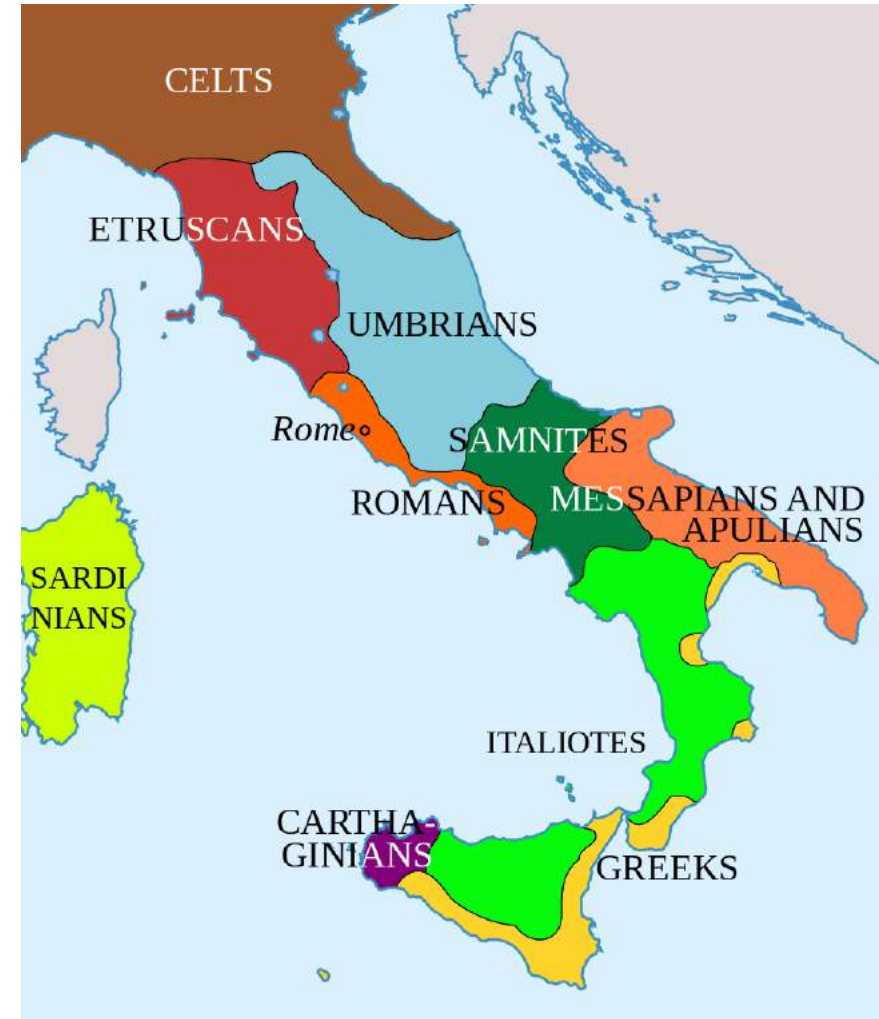 CELTS
ETRUSCANS
UMBRIANS
Rome
SAMNITES
ROMANS
MESSAPIANS AND
APULIANS
SARDI
NIANS
ITALIOTES
CARTHA-
GINIANS
GREEKS